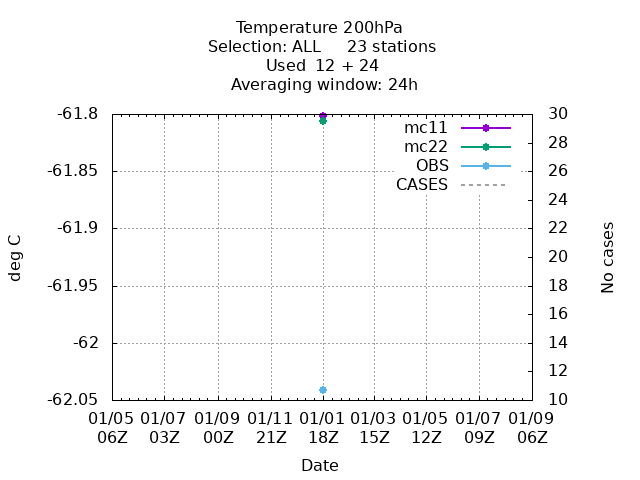 Temperature 200hPa
Selection: ALL     23 stations
Used  12 + 24
Averaging window: 24h
-61.8
-61.85
-61.9
-61.95
-62
-62.05
30
28
26
24
22
20
18
16
14
12
10
mc11
mc22
OBS
CASES
deg C
No cases
01/05 01/07 01/09 01/11 01/01 01/03 01/05 01/07 01/09
06Z 03Z 00Z 21Z 18Z 15Z 12Z 09Z 06Z
Date